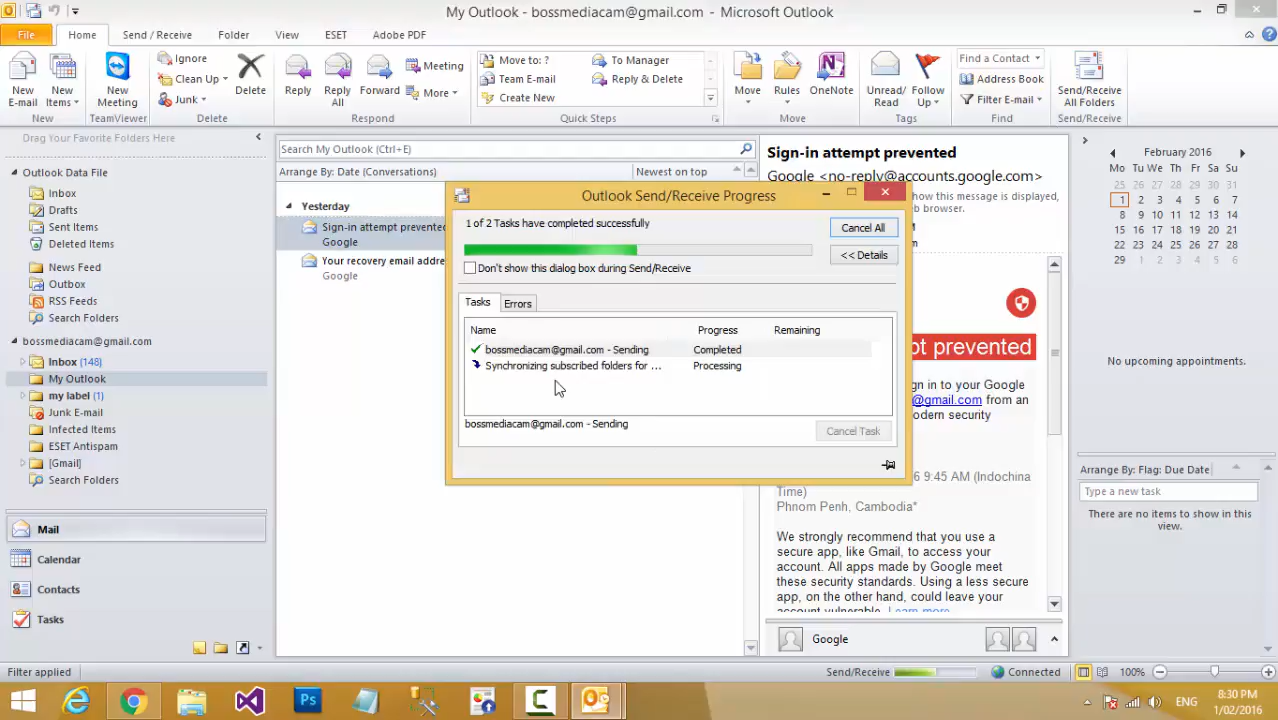 My Outlook - bossmediacam@gmail.com - Microsoft Outlook
File Home Send / Receive Folder View ESET Adobe PDF
New E-mail
New Items
New Meeting
Ignore
Clean Up
Junk
Delete
Reply
Reply All
Forward
Meeting
More
Move to: ?
Team E-mail
Create New
To Manager
Reply & Delete
Move
Rules
OneNote
Unread/ Read
Follow Up
Find a Contact
Address Book
Filter E-mail
Send/Receive All Folders
New TeamViewer Delete Respond Quick Steps Move Tags Find Send/Receive
Drag Your Favorite Folders Here
Outlook Data File
Inbox
Drafts
Sent Items
Deleted Items
News Feed
Outbox
RSS Feeds
Search Folders
bossmediacam@gmail.com
Inbox (148)
My Outlook
my label (1)
Junk E-mail
Infected Items
ESET Antispam
[Gmail]
Search Folders
Mail
Calendar
Contacts
Tasks
Search My Outlook (Ctrl+E)
Arrange By: Date (Conversations) Newest on top
Yesterday
Sign-in attempt prevented
Google
Your recovery email addre
Google
Outlook Send/Receive Progress
1 of 2 Tasks have completed successfully
Cancel All
<< Details
Don't show this dialog box during Send/Receive
Tasks Errors
Name Progress Remaining
bossmediacam@gmail.com - Sending Completed
Synchronizing subscribed folders for ... Processing
bossmediacam@gmail.com - Sending
Cancel Task
Sign-in attempt prevented
Google <no-reply@accounts.google.com>
how this message is displayed,
b browser.
pt prevented
gn in to your Google
@gmail.com from an
odern security
6 9:45 AM (Indochina
Time)
Phnom Penh, Cambodia*
We strongly recommend that you use a
secure app, like Gmail, to access your
account. All apps made by Google meet
these security standards. Using a less secure
app, on the other hand, could leave your
account vulnerable. Learn more.
Google
February 2016
Mo Tu We Th Fr Sa Su
25 26 27 28 29 30 31
1 2 3 4 5 6 7
8 9 10 11 12 13 14
15 16 17 18 19 20 21
22 23 24 25 26 27 28
29 1 2 3 4 5 6
No upcoming appointments.
Arrange By: Flag: Due Date
Type a new task
There are no items to show in this
view.
Filter applied Send/Receive Connected 100%
Ps
ENG
8:30 PM
1/02/2016